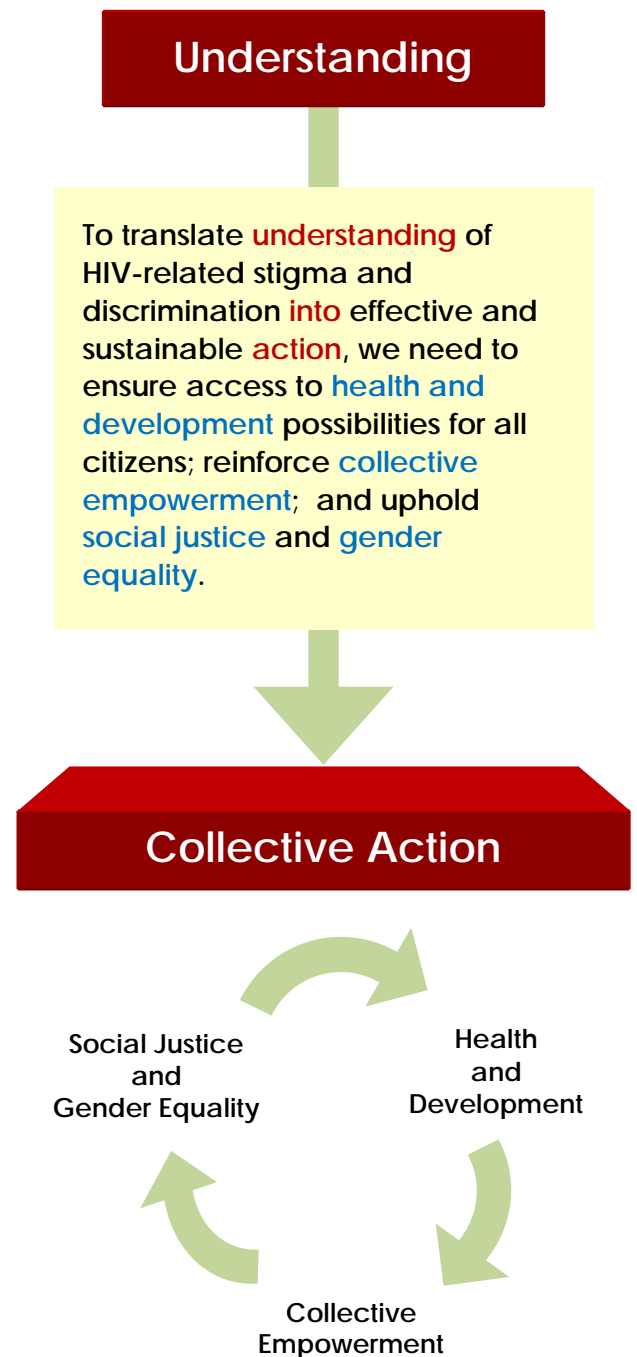 Understanding
To translate understanding of
HIV-related stigma and
discrimination into effective and
sustainable action, we need to
ensure access to health and
development possibilities for all
citizens; reinforce collective
empowerment;  and uphold
social justice and gender
equality.
Collective Action
Social Justice
and
Gender Equality
Health
and
Development
Collective
Empowerment